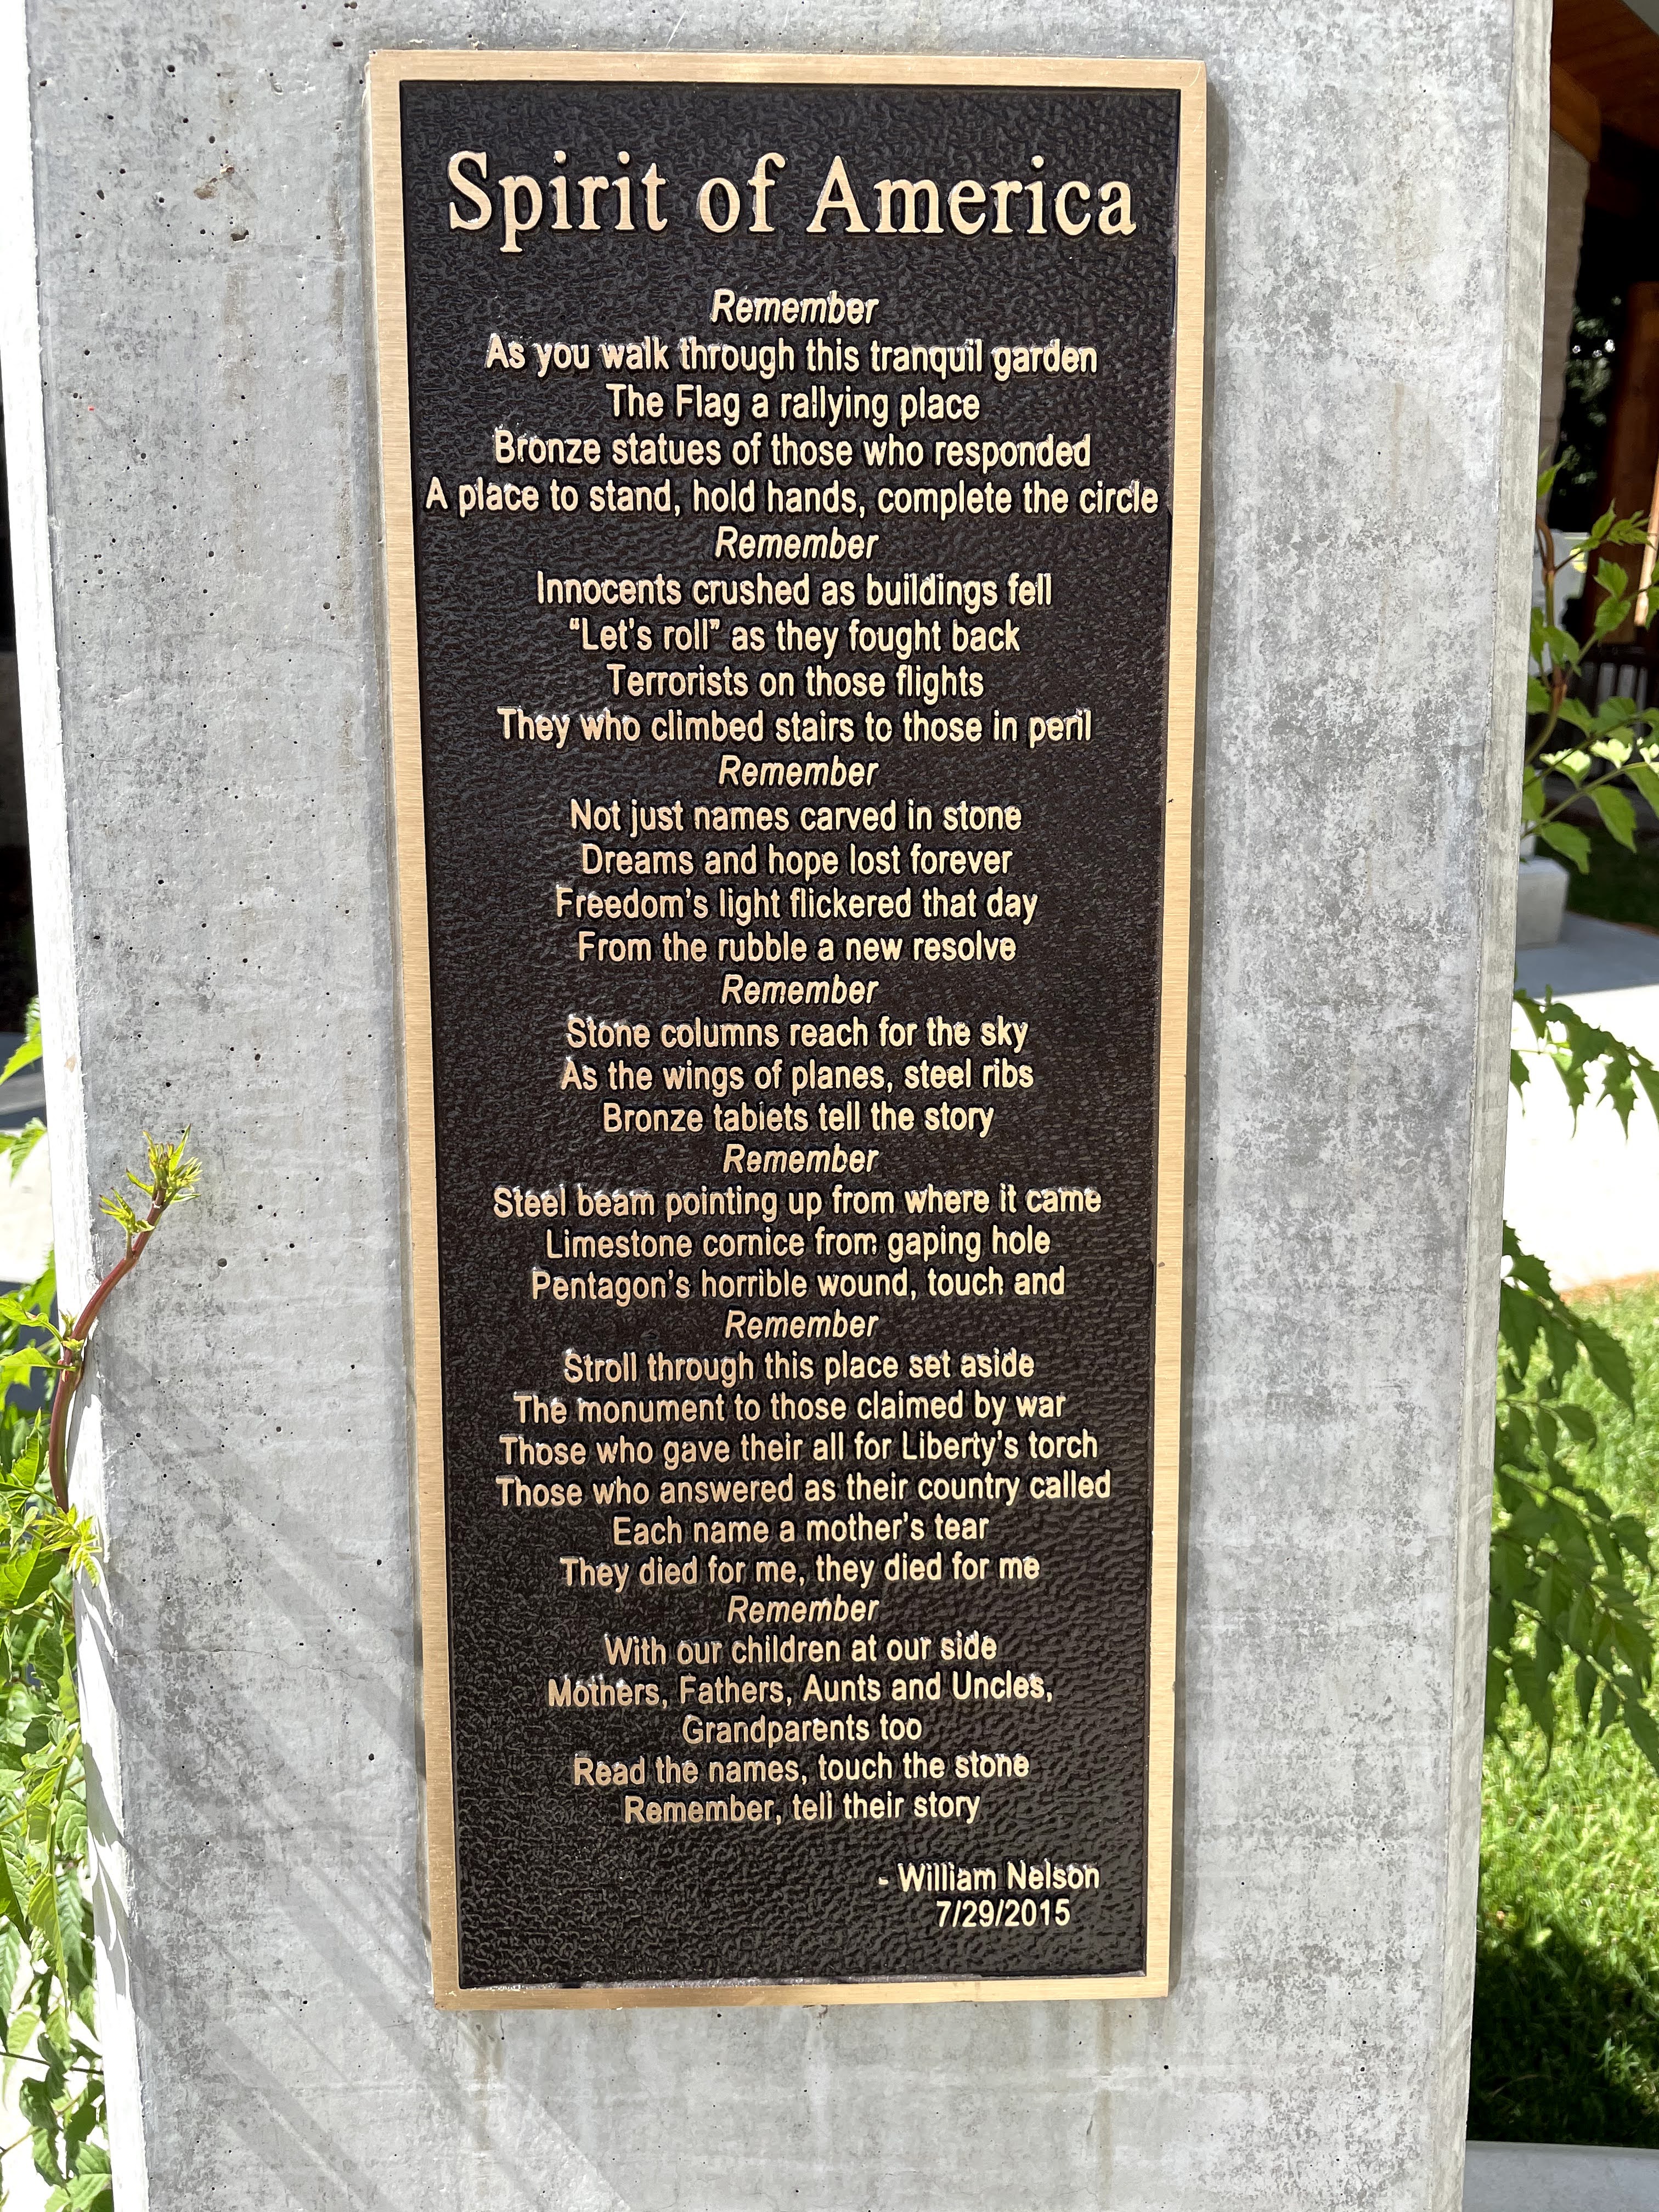 Spirit of America
Remember
As you walk through this tranquil garden
The Flag a rallying place
Bronze statues of those who responded
A place to stand, hold hands, complete the circle
Remember
Innocents crushed as buildings fell
“Let’s roll” as they fought back
Terrorists on those flights
They who climbed stairs to those in peril
Remember
Not just names carved in stone
Dreams and hope lost forever
Freedom’s light flickered that day
From the rubble a new resolve
Remember
Stone columns reach for the sky
As the wings of planes, steel ribs
Bronze tablets tell the story
Remember
Steel beam pointing up from where it came
Limestone cornice from gaping hole
Pentagon’s horrible wound, touch and
Remember
Stroll through this place set aside
The monument to those claimed by war
Those who gave their all for Liberty’s torch
Those who answered as their country called
Each name a mother’s tear
They died for me, they died for me
Remember
With our children at our side
Mothers, Fathers, Aunts and Uncles,
Grandparents too
Read the names, touch the stone
Remember, tell their story
- William Nelson
7/29/2015